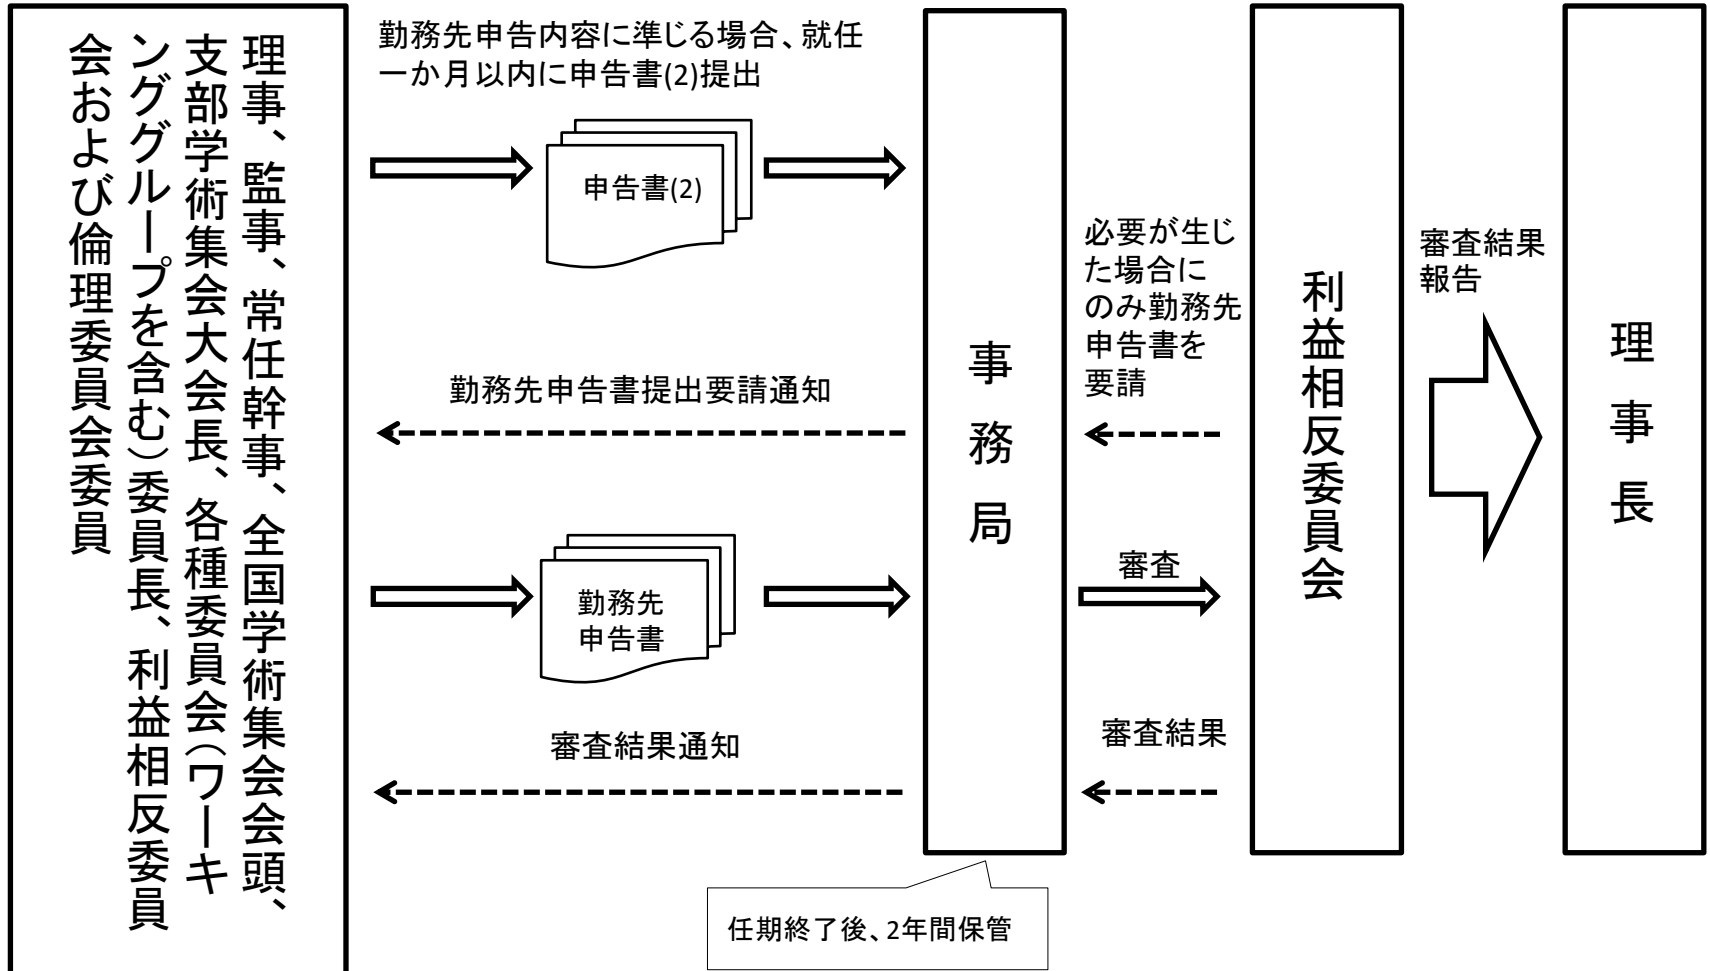 理事、監事、常任幹事、全国学術集会会頭、
支部学術集会大会長、各種委員会(ワーキ
ンググループを含む)委員長、利益相反委員
会および倫理委員会委員
勤務先申告内容に準じる場合、就任
一か月以内に申告書(2)提出
申告書(2)
勤務先申告書提出要請通知
勤務先
申告書
審査結果通知
事務局
任期終了後、2年間保管
必要が生じ
た場合に
のみ勤務先
申告書を
要請
審査
審査結果
利益相反委員会
審査結果
報告
理事長